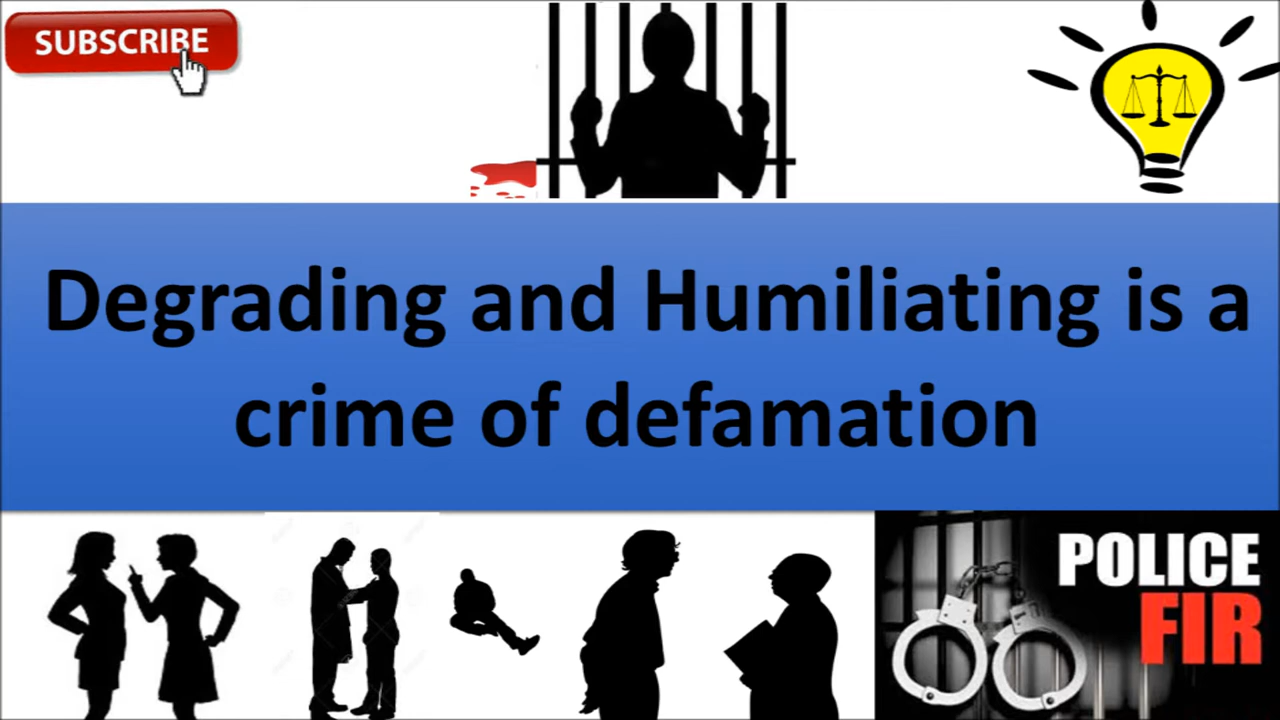 SUBSCRIBE
Degrading and Humiliating is a
crime of defamation
POLICE
FIR